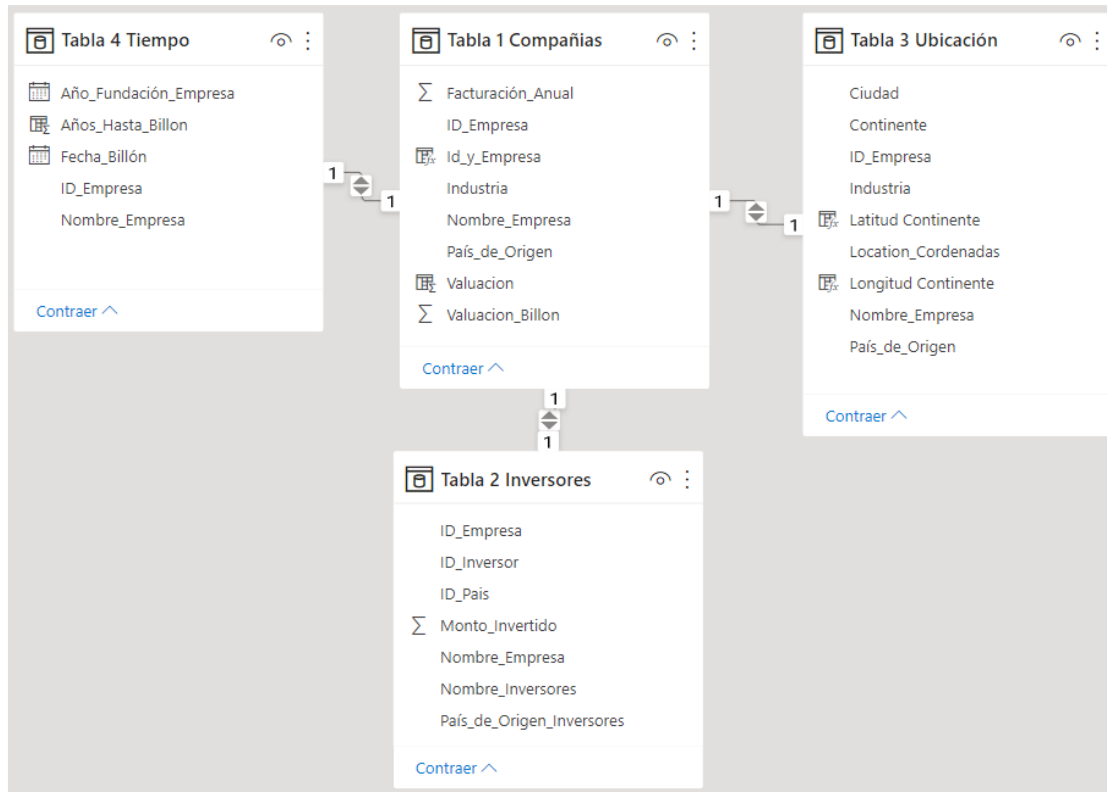 Tabla 4 Tiempo
Año_Fundación_Empresa
Años_Hasta_Billon
Fecha_Billón
ID_Empresa
Nombre_Empresa
Contraer
1
1
Tabla 1 Compañias
Facturación_Anual
ID_Empresa
Id_y_Empresa
Industria
Nombre_Empresa
País_de_Origen
Valuacion
Valuacion_Billon
Contraer
1
1
Tabla 3 Ubicación
Ciudad
Continente
ID_Empresa
Industria
Latitud Continente
Location_Cordenadas
Longitud Continente
Nombre_Empresa
País_de_Origen
Contraer
1
1
Tabla 2 Inversores
ID_Empresa
ID_Inversor
ID_Pais
Monto_Invertido
Nombre_Empresa
Nombre_Inversores
País_de_Origen_Inversores
Contraer